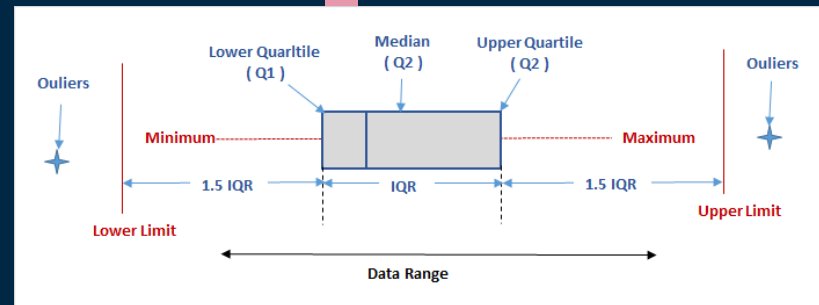 Lower Quarltile
( Q1 )
Median
( Q2 )
Upper Quartile
( Q2 )
Ouliers
Ouliers
Minimum
Maximum
1.5 IQR
IQR
1.5 IQR
Lower Limit
Upper Limit
Data Range